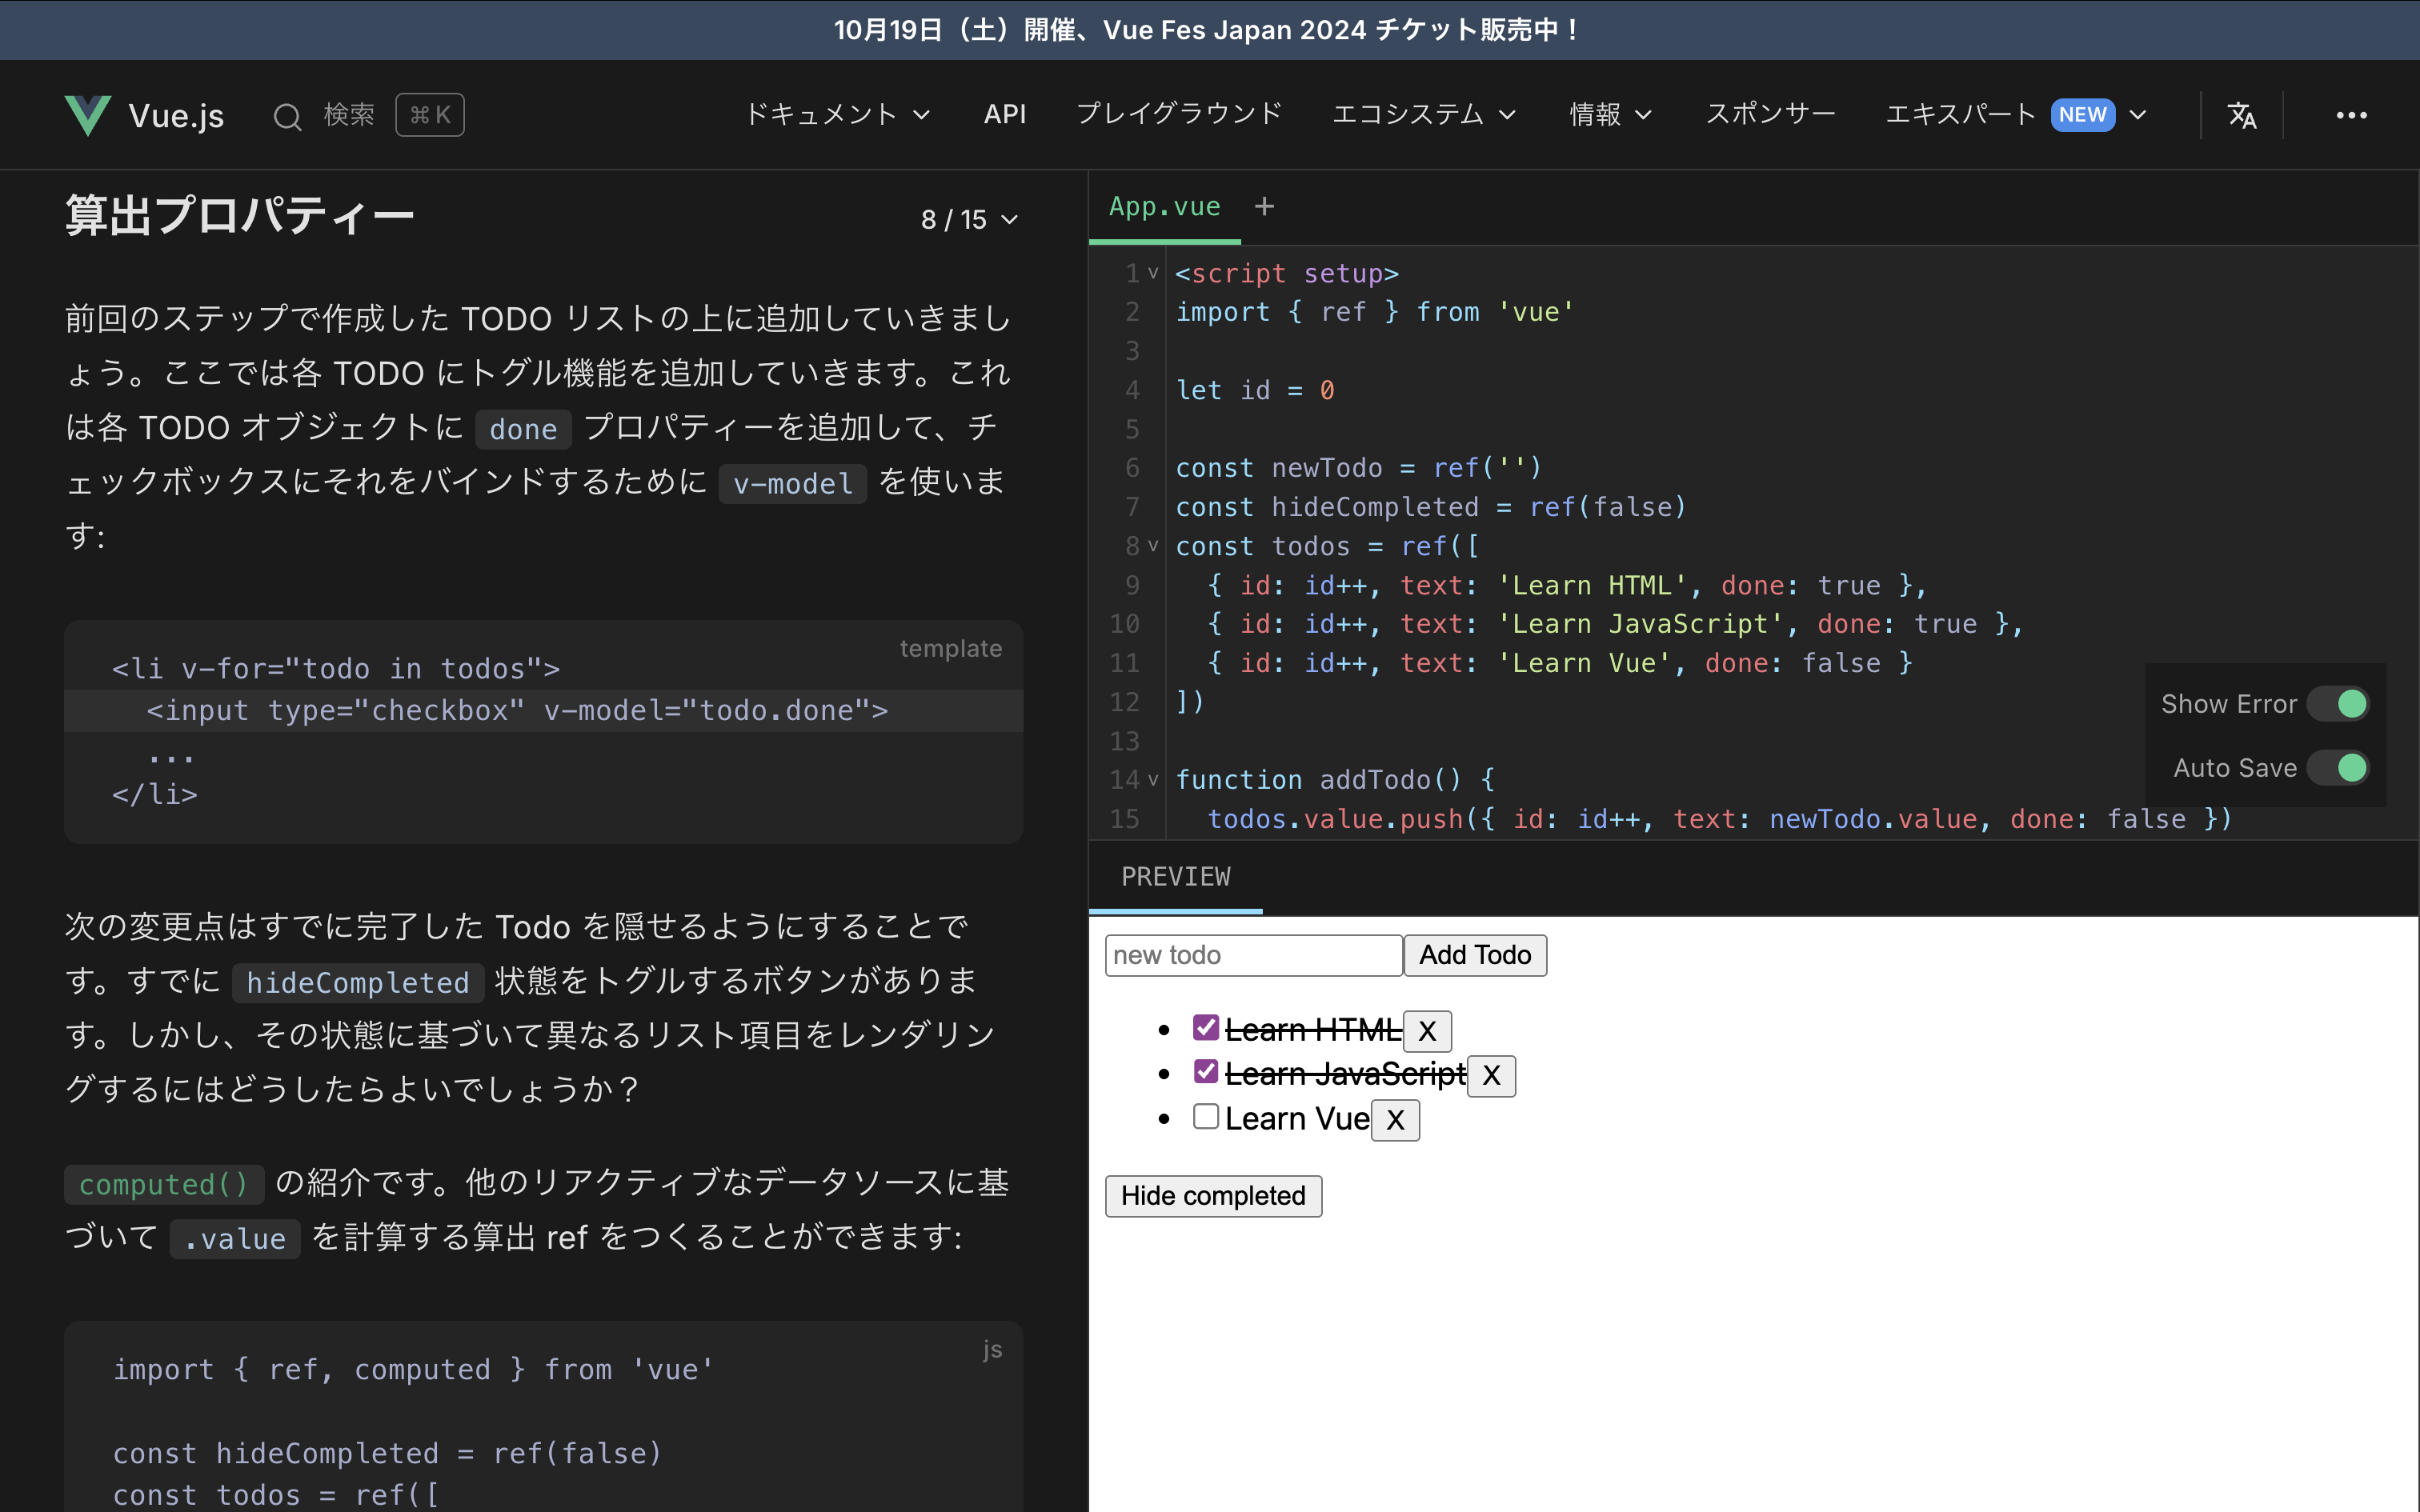 10月19日（土）開催、Vue Fes Japan 2024 チケット販売中！
Vue.js 検索 ⌘ K ドキュメント API プレイグラウンド エコシステム 情報 スポンサー エキスパート NEW
算出プロパティー 8 / 15
前回のステップで作成した TODO リストの上に追加していきまし
ょう。ここでは各 TODO にトグル機能を追加していきます。これ
は各 TODO オブジェクトに done プロパティーを追加して、チ
ェックボックスにそれをバインドするために v-model を使いま
す:
template
<li v-for="todo in todos">
  <input type="checkbox" v-model="todo.done">
  ...
</li>
次の変更点はすでに完了した Todo を隠せるようにすることで
す。すでに hideCompleted 状態をトグルするボタンがありま
す。しかし、その状態に基づいて異なるリスト項目をレンダリン
グするにはどうしたらよいでしょうか？
computed() の紹介です。他のリアクティブなデータソースに基
づいて .value を計算する算出 ref をつくることができます:
js
import { ref, computed } from 'vue'
const hideCompleted = ref(false)
const todos = ref([
App.vue +
1 <script setup>
2 import { ref } from 'vue'
3
4 let id = 0
5
6 const newTodo = ref('')
7 const hideCompleted = ref(false)
8 const todos = ref([
9   { id: id++, text: 'Learn HTML', done: true },
10   { id: id++, text: 'Learn JavaScript', done: true },
11   { id: id++, text: 'Learn Vue', done: false }
12 ])
13
14 function addTodo() {
15   todos.value.push({ id: id++, text: newTodo.value, done: false })
Show Error
Auto Save
PREVIEW
new todo Add Todo
• Learn HTML X
• Learn JavaScript X
• Learn Vue X
Hide completed